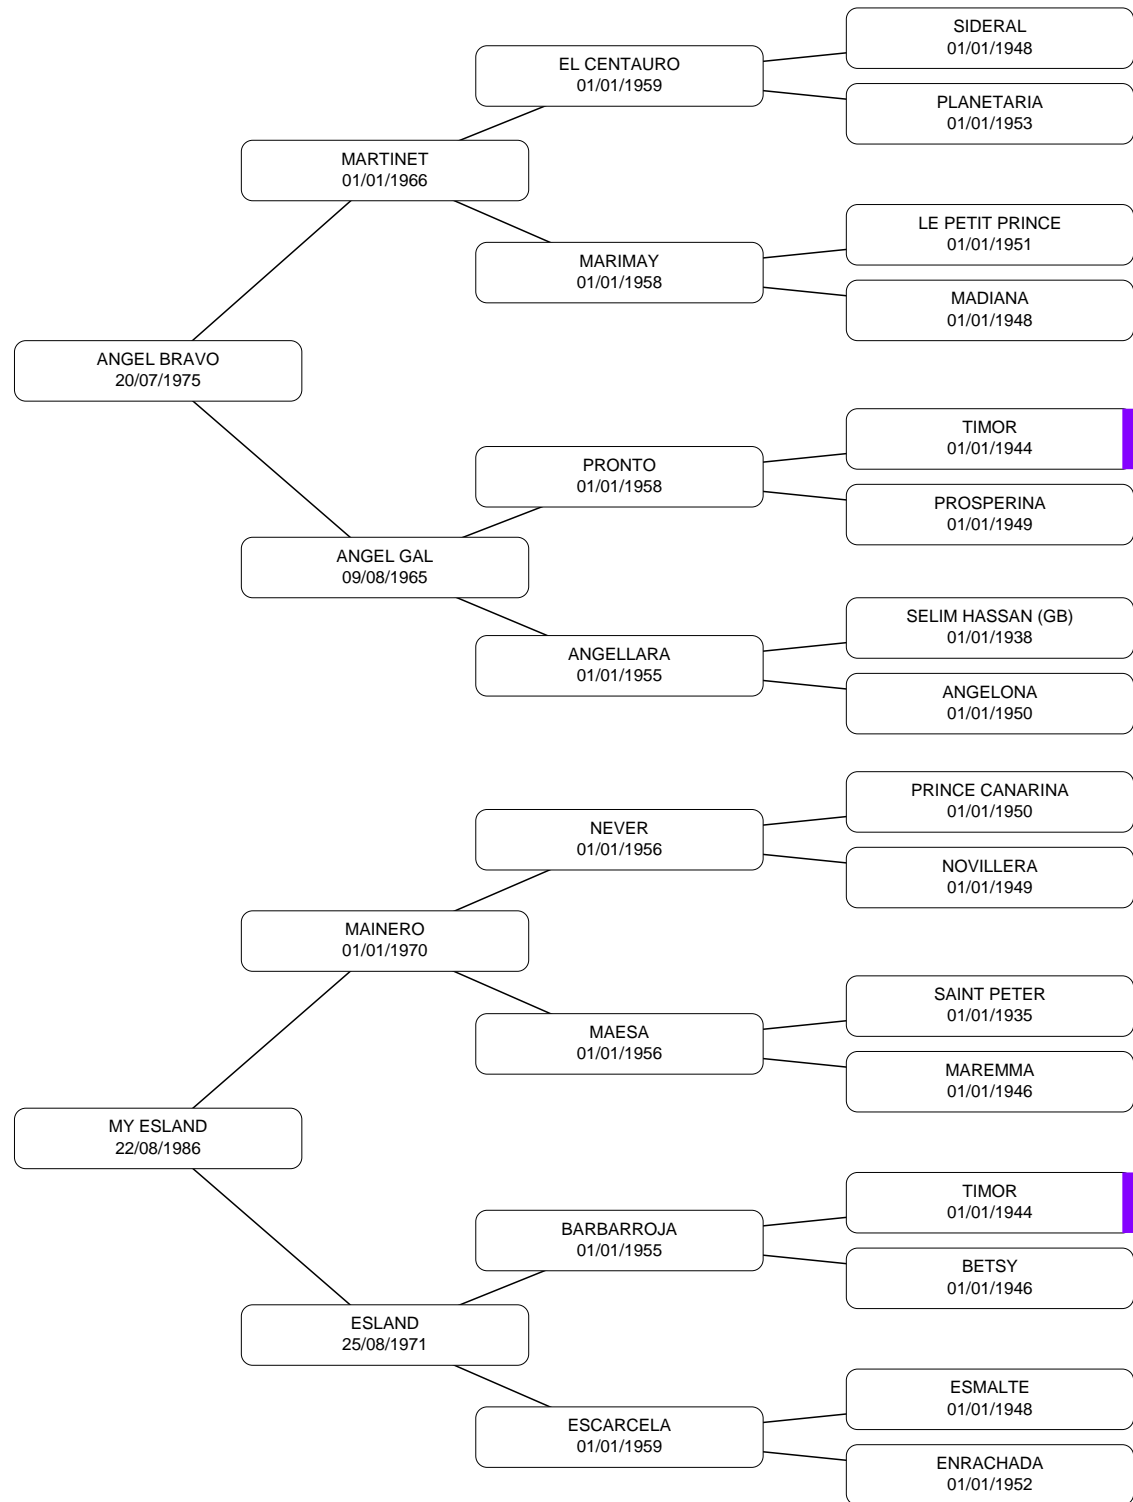 SIDERAL
01/01/1948
EL CENTAURO
01/01/1959
PLANETARIA
01/01/1953
MARTINET
01/01/1966
LE PETIT PRINCE
01/01/1951
MARIMAY
01/01/1958
MADIANA
01/01/1948
ANGEL BRAVO
20/07/1975
TIMOR
01/01/1944
PRONTO
01/01/1958
PROSPERINA
01/01/1949
ANGEL GAL
09/08/1965
SELIM HASSAN (GB)
01/01/1938
ANGELLARA
01/01/1955
ANGELONA
01/01/1950
PRINCE CANARINA
01/01/1950
NEVER
01/01/1956
NOVILLERA
01/01/1949
MAINERO
01/01/1970
SAINT PETER
01/01/1935
MAESA
01/01/1956
MAREMMA
01/01/1946
MY ESLAND
22/08/1986
TIMOR
01/01/1944
BARBARROJA
01/01/1955
BETSY
01/01/1946
ESLAND
25/08/1971
ESMALTE
01/01/1948
ESCARCELA
01/01/1959
ENRACHADA
01/01/1952